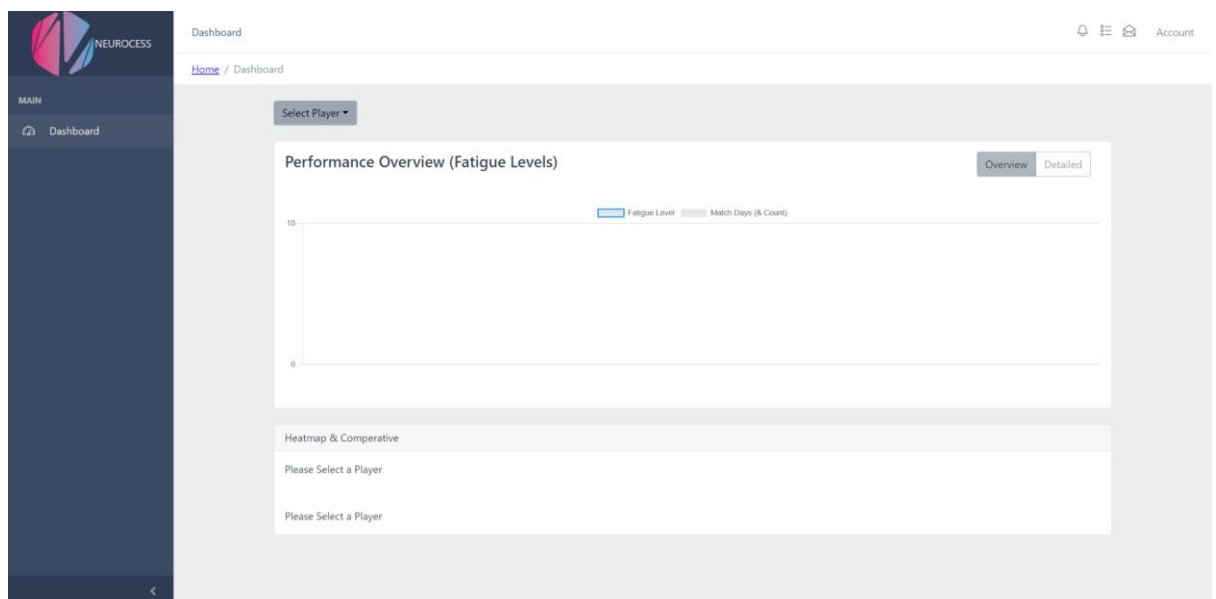 NEUROCESS
Dashboard
Account
Home / Dashboard
MAIN
Dashboard
Select Player
Performance Overview (Fatigue Levels)
Overview Detailed
Fatigue Level Match Days (& Count)
10
0
Heatmap & Comperative
Please Select a Player
Please Select a Player